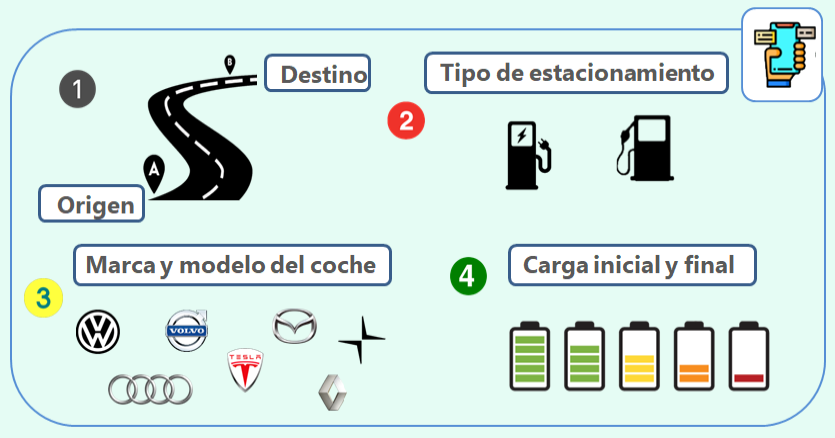 1
B
Destino
A
Origen
2
Tipo de estacionamiento
3
Marca y modelo del coche
VOLVO
TESLA
4
Carga inicial y final